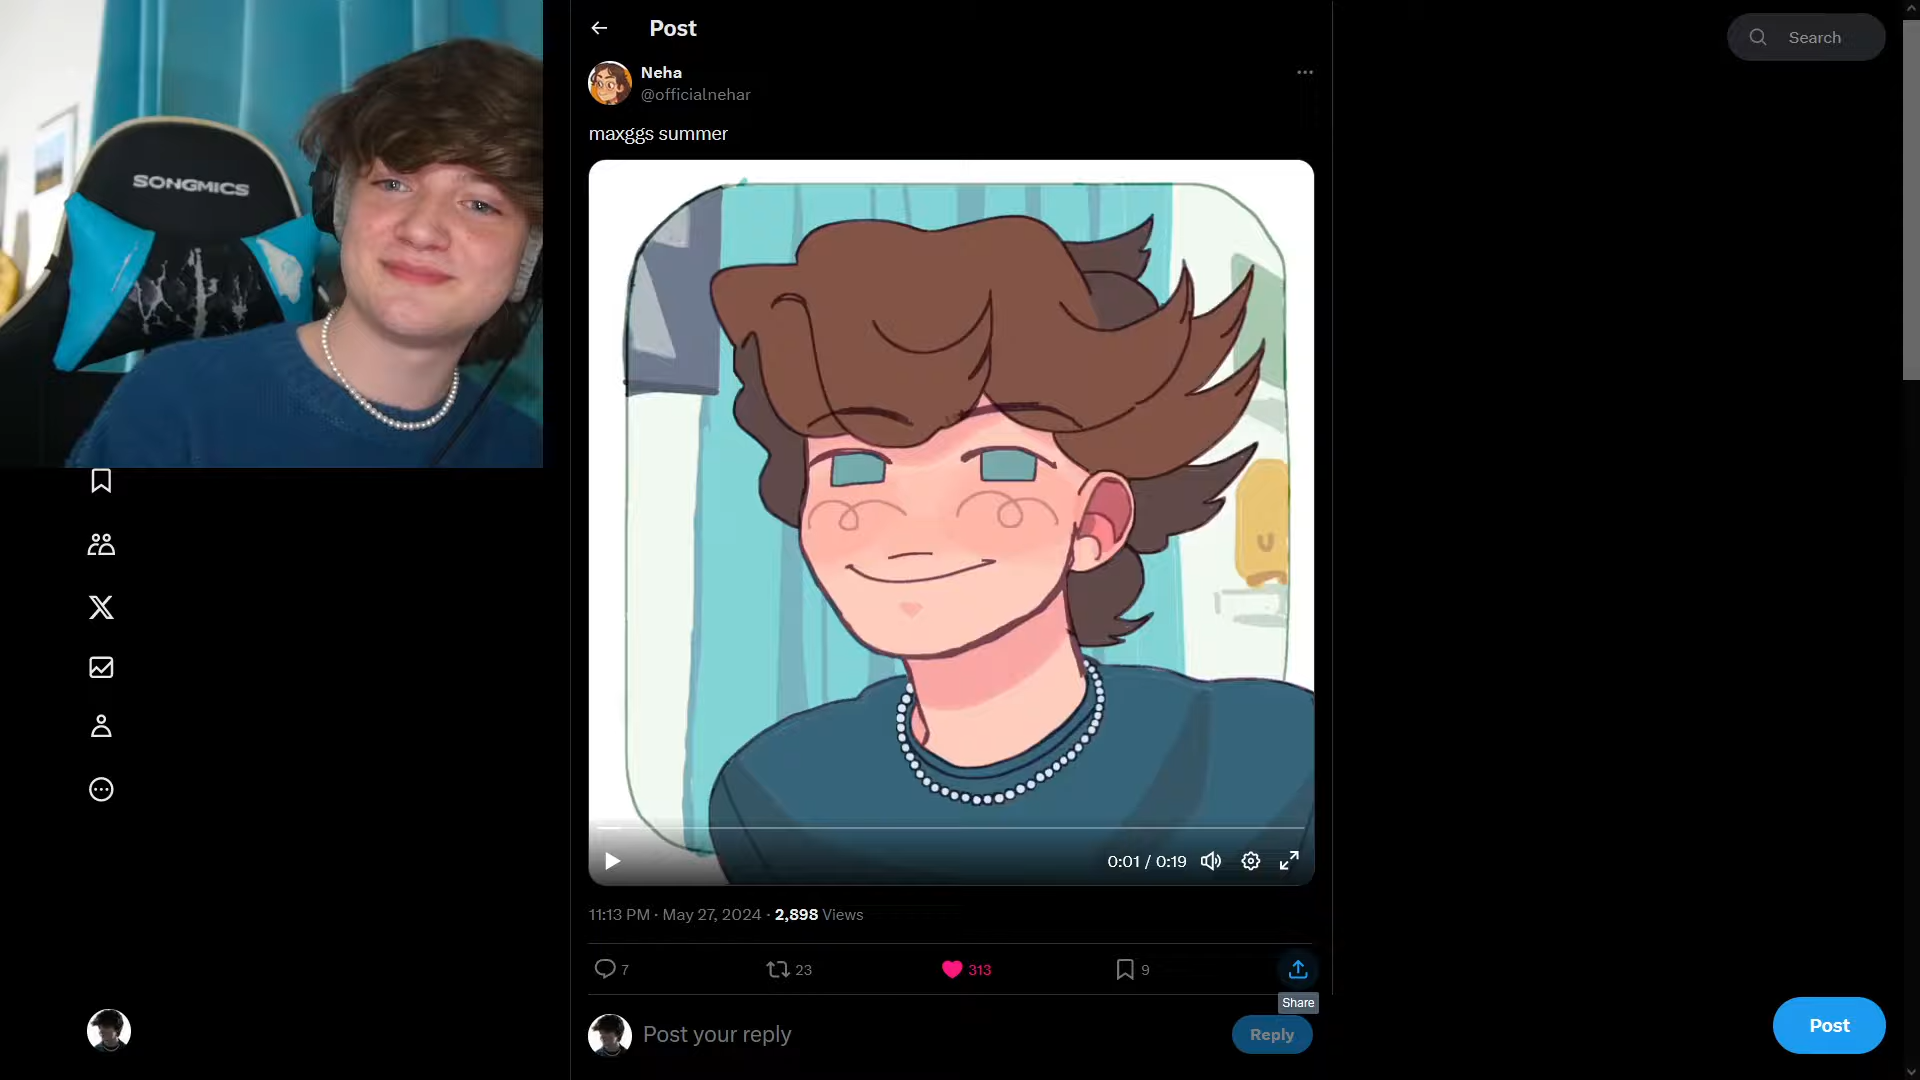 SONGMICS
Post
Search
Neha
@officialnehar
maxggs summer
0:01 / 0:19
11:13 PM · May 27, 2024 · 2,898 Views
7
23
313
9
Share
Post your reply
Reply
Post